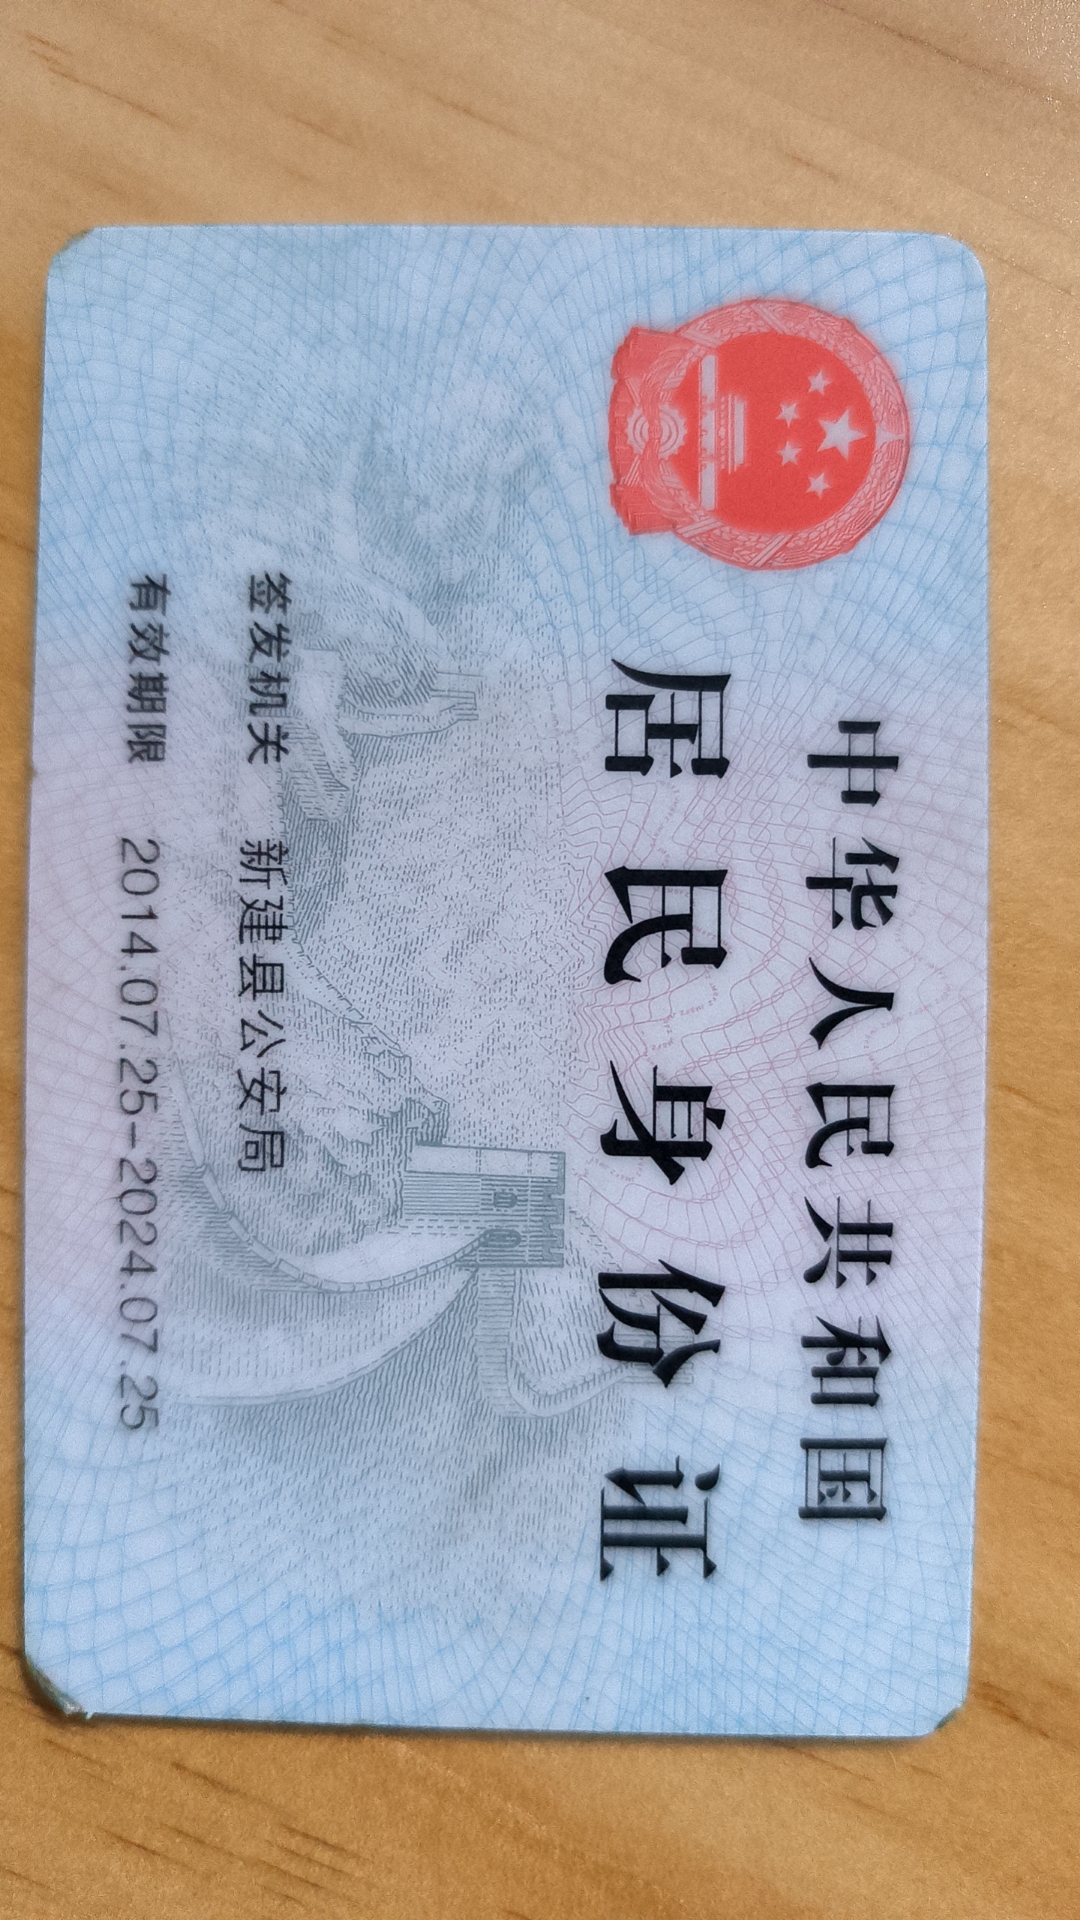 中华人民共和国
居民身份证
签发机关 新建县公安局
有效期限 2014.07.25-2024.07.25